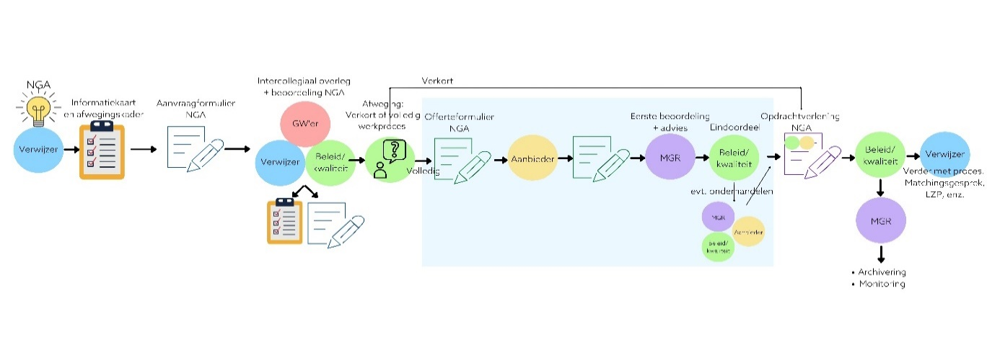 NGA
Verwijzer
Informatiekaart
en afwegingskader
Aanvraagformulier
NGA
Intercollegiaal overleg
+ beoordeling NGA
GW'er
Verwijzer
Beleid/
kwaliteit
Afweging:
Verkort of volledig
werkproces
Verkort
Volledig
Offerteformulier
NGA
Aanbieder
Eerste beoordeling
+ advies
MGR
Eindoordeel
Beleid/
kwaliteit
evt. onderhandelen
MGR
Aanbieder
Beleid/
kwaliteit
Opdrachtverlening
NGA
Beleid/
kwaliteit
MGR
• Archivering
• Monitoring
Verwijzer
Verder met proces.
Matchingsgesprek,
LZP, enz.